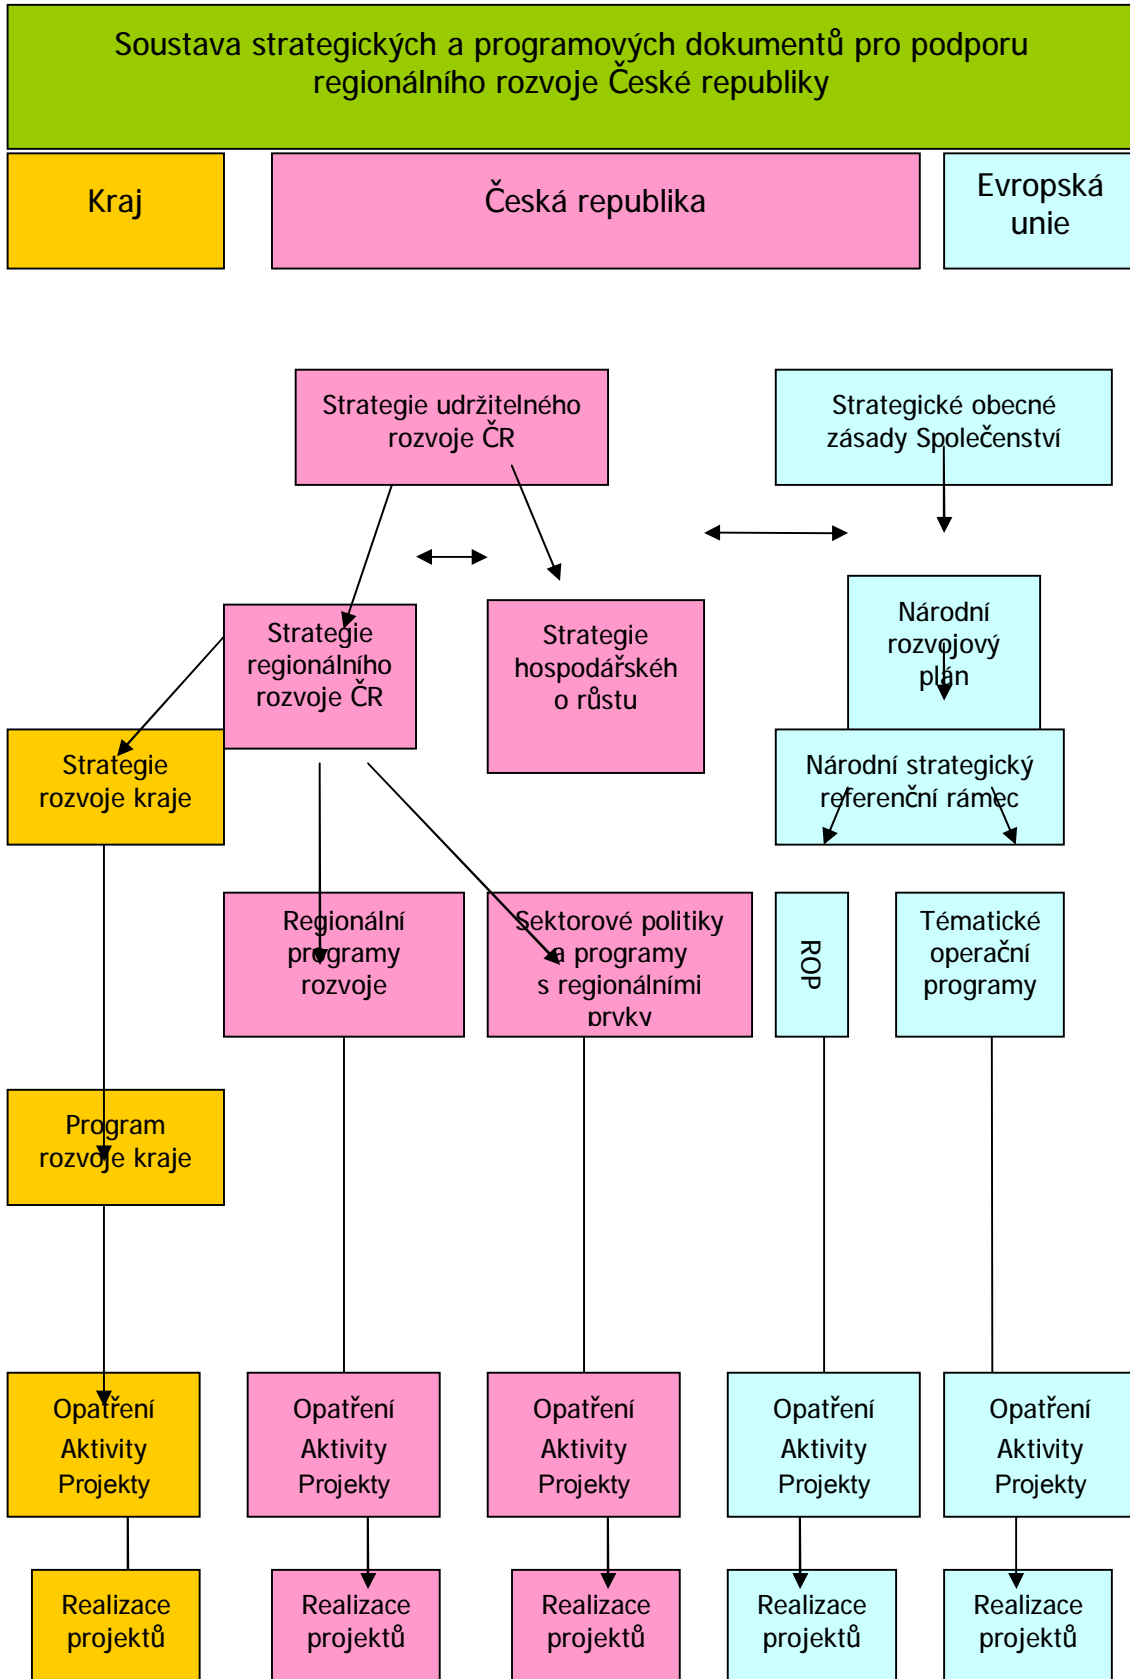 Soustava strategických a programových dokumentů pro podporu
regionálního rozvoje České republiky
Kraj
Česká republika
Evropská
unie
Strategie udržitelného
rozvoje ČR
Strategické obecné
zásady Společenství
Strategie
regionálního
rozvoje ČR
Strategie
hospodářskéh
o růstu
Národní
rozvojový
plán
Strategie
rozvoje kraje
Národní strategický
referenční rámec
Regionální
programy
rozvoje
Sektorové politiky
a programy
s regionálními
prvky
ROP
Tématické
operační
programy
Program
rozvoje kraje
Opatření
Aktivity
Projekty
Opatření
Aktivity
Projekty
Opatření
Aktivity
Projekty
Opatření
Aktivity
Projekty
Opatření
Aktivity
Projekty
Realizace
projektů
Realizace
projektů
Realizace
projektů
Realizace
projektů
Realizace
projektů